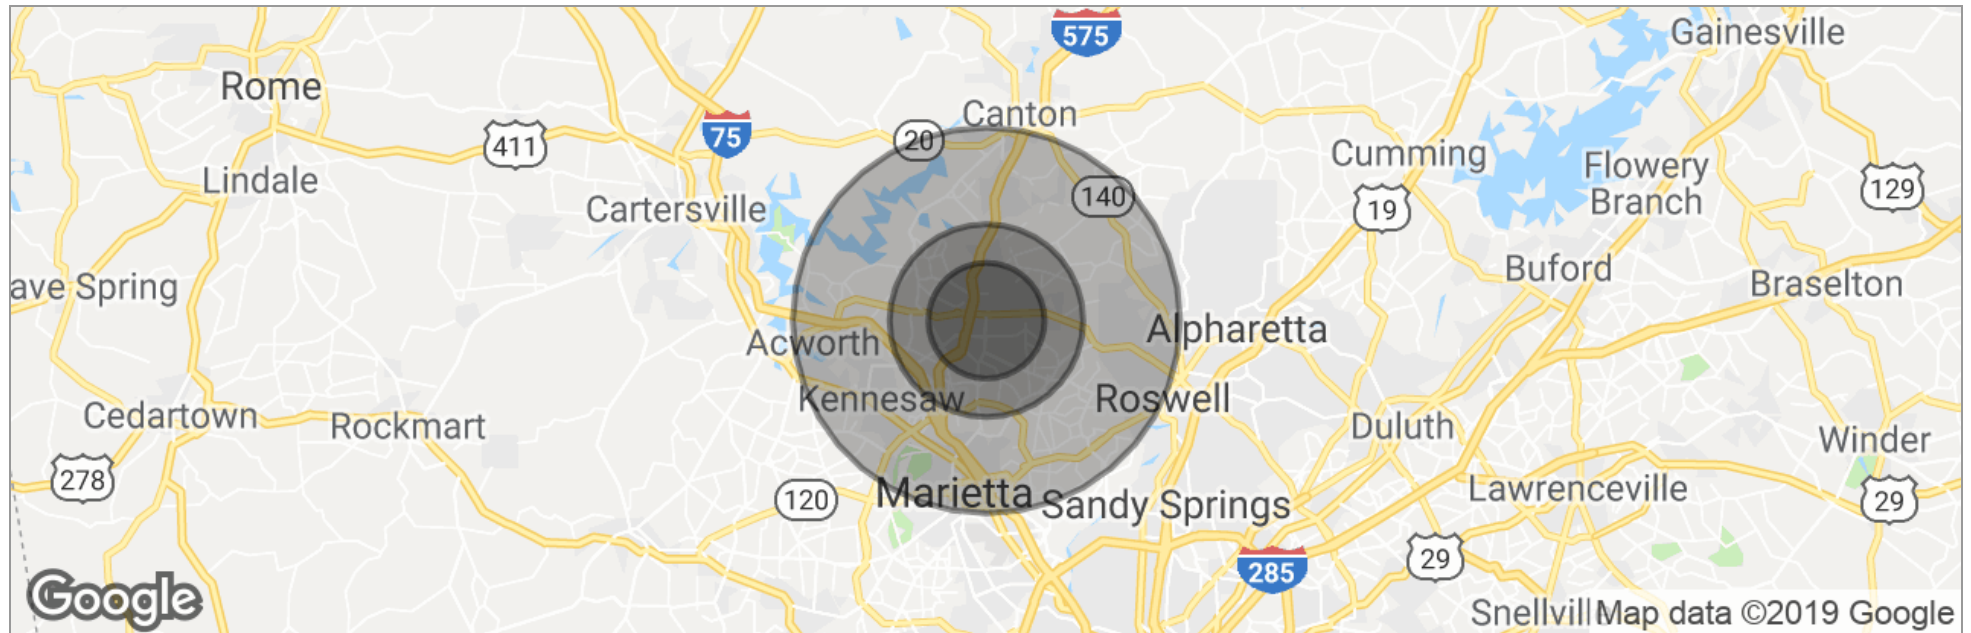 575
Gainesville
Rome
Canton
75
20
411
Cumming
Flowery
Branch
Lindale
140
129
Cartersville
19
Buford
ave Spring
Braselton
Alpharetta
Acworth
Kennesaw
Roswell
Cedartown
Rockmart
Duluth
Winder
278
120
Marietta
Sandy Springs
Lawrenceville
29
29
285
Google
Snellville
Map data ©2019 Google